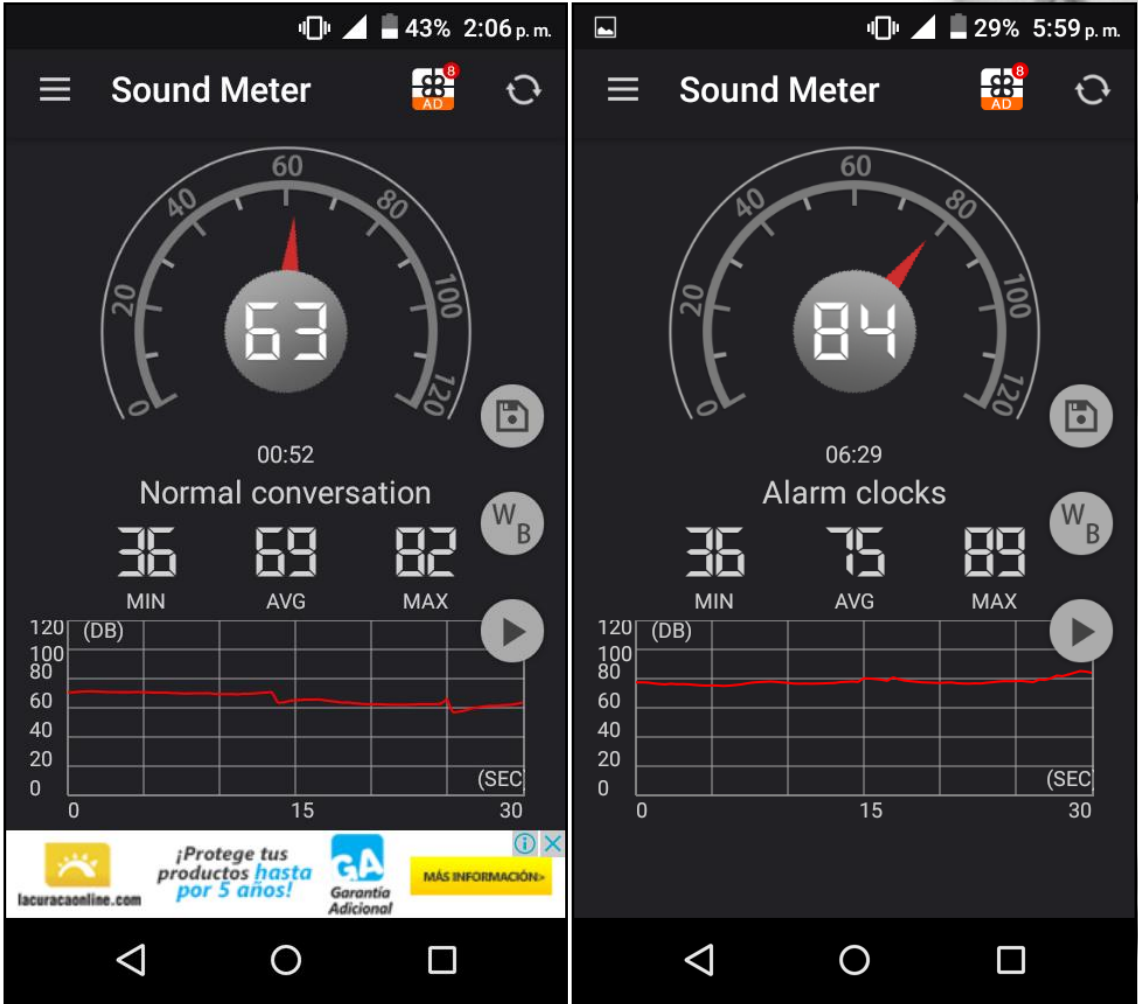 43% 2:06 p. m.
Sound Meter
8
AD
0
20
40
60
80
100
120
63
00:52
Normal conversation
WB
36 69 82
MIN AVG MAX
120 (DB)
100
80
60
40
20
0
(SEC)
0 15 30
¡Protege tus
productos hasta
por 5 años!
lacuracaonline.com
GA
Garantía
Adicional
MÁS INFORMACIÓN>
29% 5:59 p. m.
Sound Meter
8
AD
0
20
40
60
80
100
120
84
06:29
Alarm clocks
WB
36 75 89
MIN AVG MAX
120 (DB)
100
80
60
40
20
0
(SEC)
0 15 30